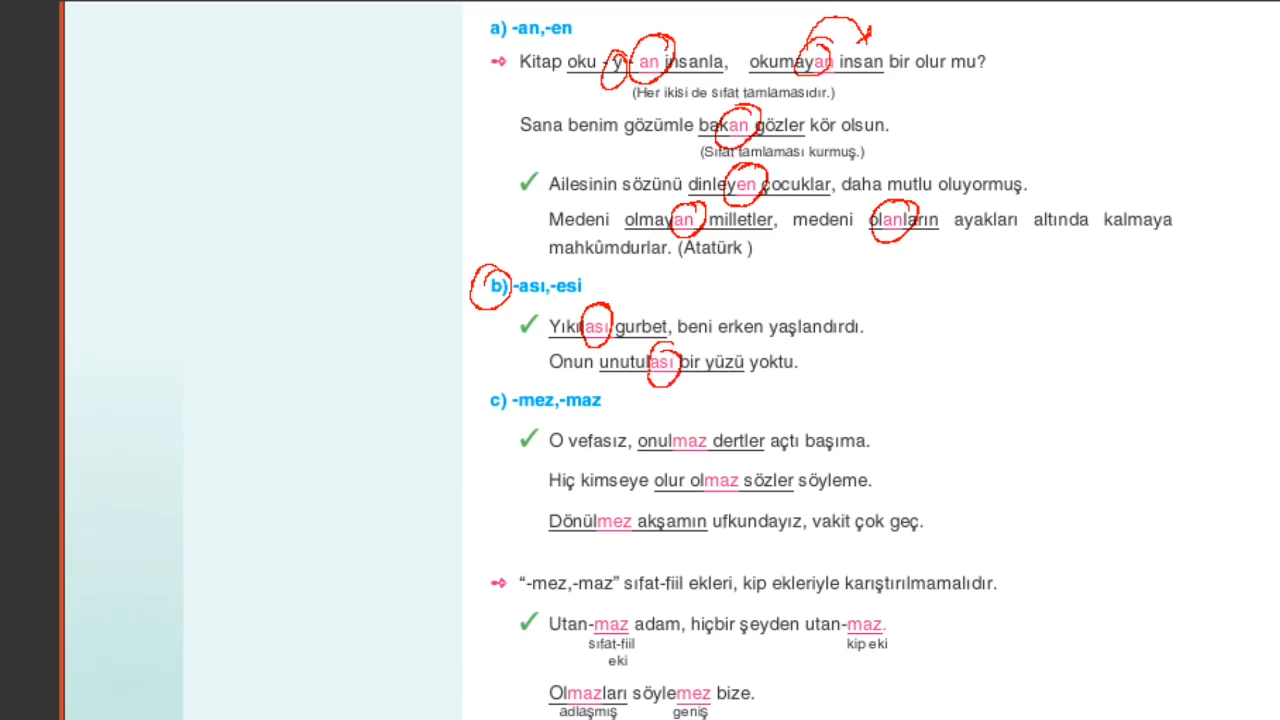 a) -an,-en
Kitap oku - y - an insanla, okumayan insan bir olur mu?
(Her ikisi de sıfat tamlamasıdır.)
Sana benim gözümle bakan gözler kör olsun.
(Sıfat tamlaması kurmuş.)
✓ Ailesinin sözünü dinleyen çocuklar, daha mutlu oluyormuş.
Medeni olmayan milletler, medeni olanların ayakları altında kalmaya
mahkûmdurlar. (Atatürk )
b) -ası,-esi
✓ Yıkılası gurbet, beni erken yaşlandırdı.
Onun unutulası bir yüzü yoktu.
c) -mez,-maz
✓ O vefasız, onulmaz dertler açtı başıma.
Hiç kimseye olur olmaz sözler söyleme.
Dönülmez akşamın ufkundayız, vakit çok geç.
“-mez,-maz” sıfat-fiil ekleri, kip ekleriyle karıştırılmamalıdır.
✓ Utan-maz adam, hiçbir şeyden utan-maz.
sıfat-fiil kip eki
eki
Olmazları söylemez bize.
adlaşmış geniş